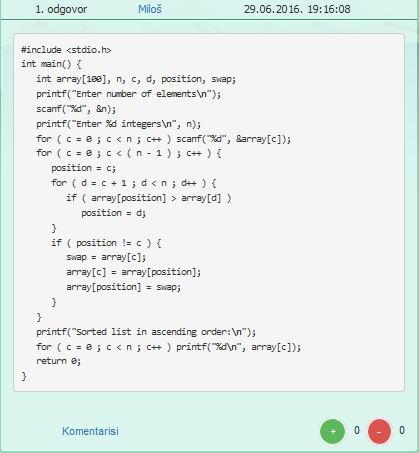 1. odgovor Miloš 29.06.2016. 19:16:08
#include <stdio.h>
int main() {
int array[100], n, c, d, position, swap;
printf("Enter number of elements\n");
scanf("%d", &n);
printf("Enter %d integers\n", n);
for ( c = 0 ; c < n ; c++ ) scanf("%d", &array[c]);
for ( c = 0 ; c < ( n - 1 ) ; c++ ) {
position = c;
for ( d = c + 1 ; d < n ; d++ ) {
if ( array[position] > array[d] )
position = d;
}
if ( position != c ) {
swap = array[c];
array[c] = array[position];
array[position] = swap;
}
}
printf("Sorted list in ascending order:\n");
for ( c = 0 ; c < n ; c++ ) printf("%d\n", array[c]);
return 0;
}
Komentarisi + 0 - 0